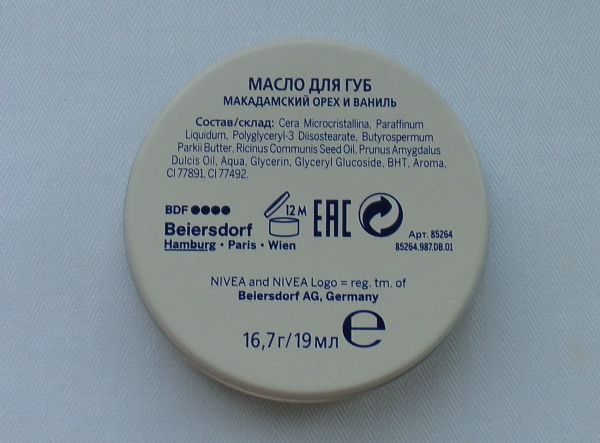 МАСЛО ДЛЯ ГУБ
МАКАДАМСКИЙ ОРЕХ И ВАНИЛЬ
Состав/склад: Cera Microcristallina, Paraffinum
Liquidum, Polyglyceryl-3 Diisostearate, Butyrospermum
Parkii Butter, Ricinus Communis Seed Oil, Prunus Amygdalus
Dulcis Oil, Aqua, Glycerin, Glyceryl Glucoside, BHT, Aroma,
CI 77891, CI 77492.
BDF ●●●●
Beiersdorf
Hamburg · Paris · Wien
12 M
EAC
Арт. 85264
85264.987.DB.01
NIVEA and NIVEA Logo = reg. tm. of
Beiersdorf AG, Germany
16,7 г/19 мл e